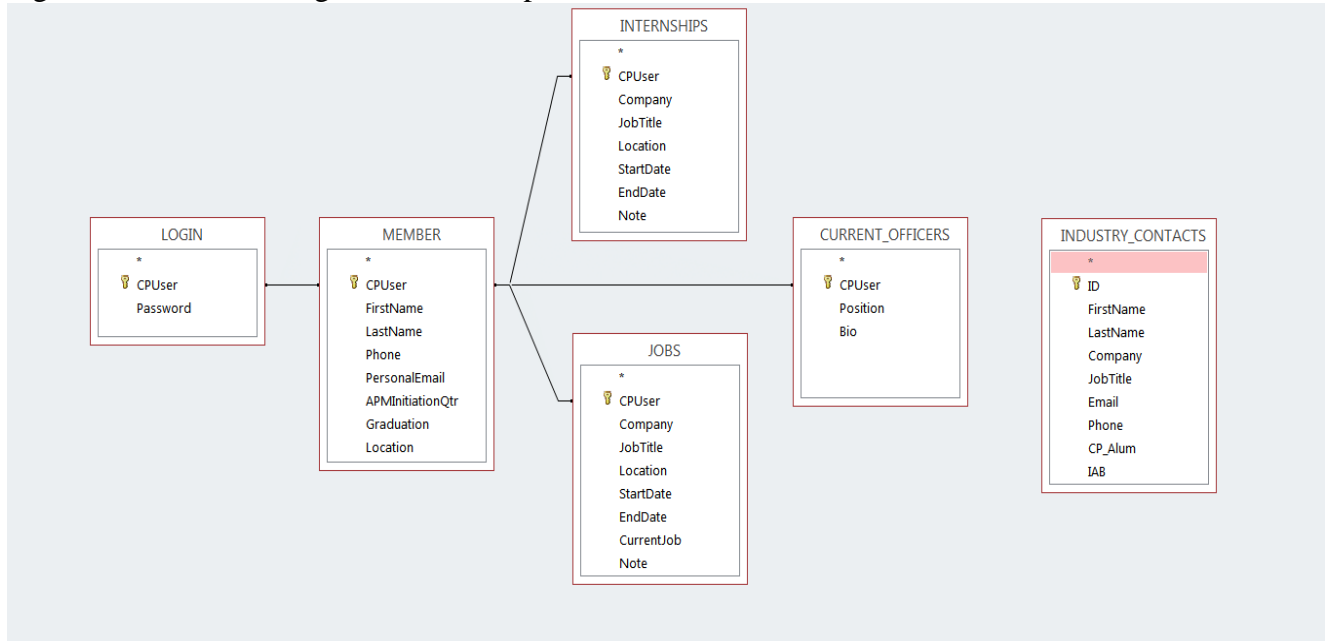 INTERNSHIPS
*
CPUser
Company
JobTitle
Location
StartDate
EndDate
Note
LOGIN
*
CPUser
Password
MEMBER
*
CPUser
FirstName
LastName
Phone
PersonalEmail
APMInitiationQtr
Graduation
Location
JOBS
*
CPUser
Company
JobTitle
Location
StartDate
EndDate
CurrentJob
Note
CURRENT_OFFICERS
*
CPUser
Position
Bio
INDUSTRY_CONTACTS
*
ID
FirstName
LastName
Company
JobTitle
Email
Phone
CP_Alum
IAB